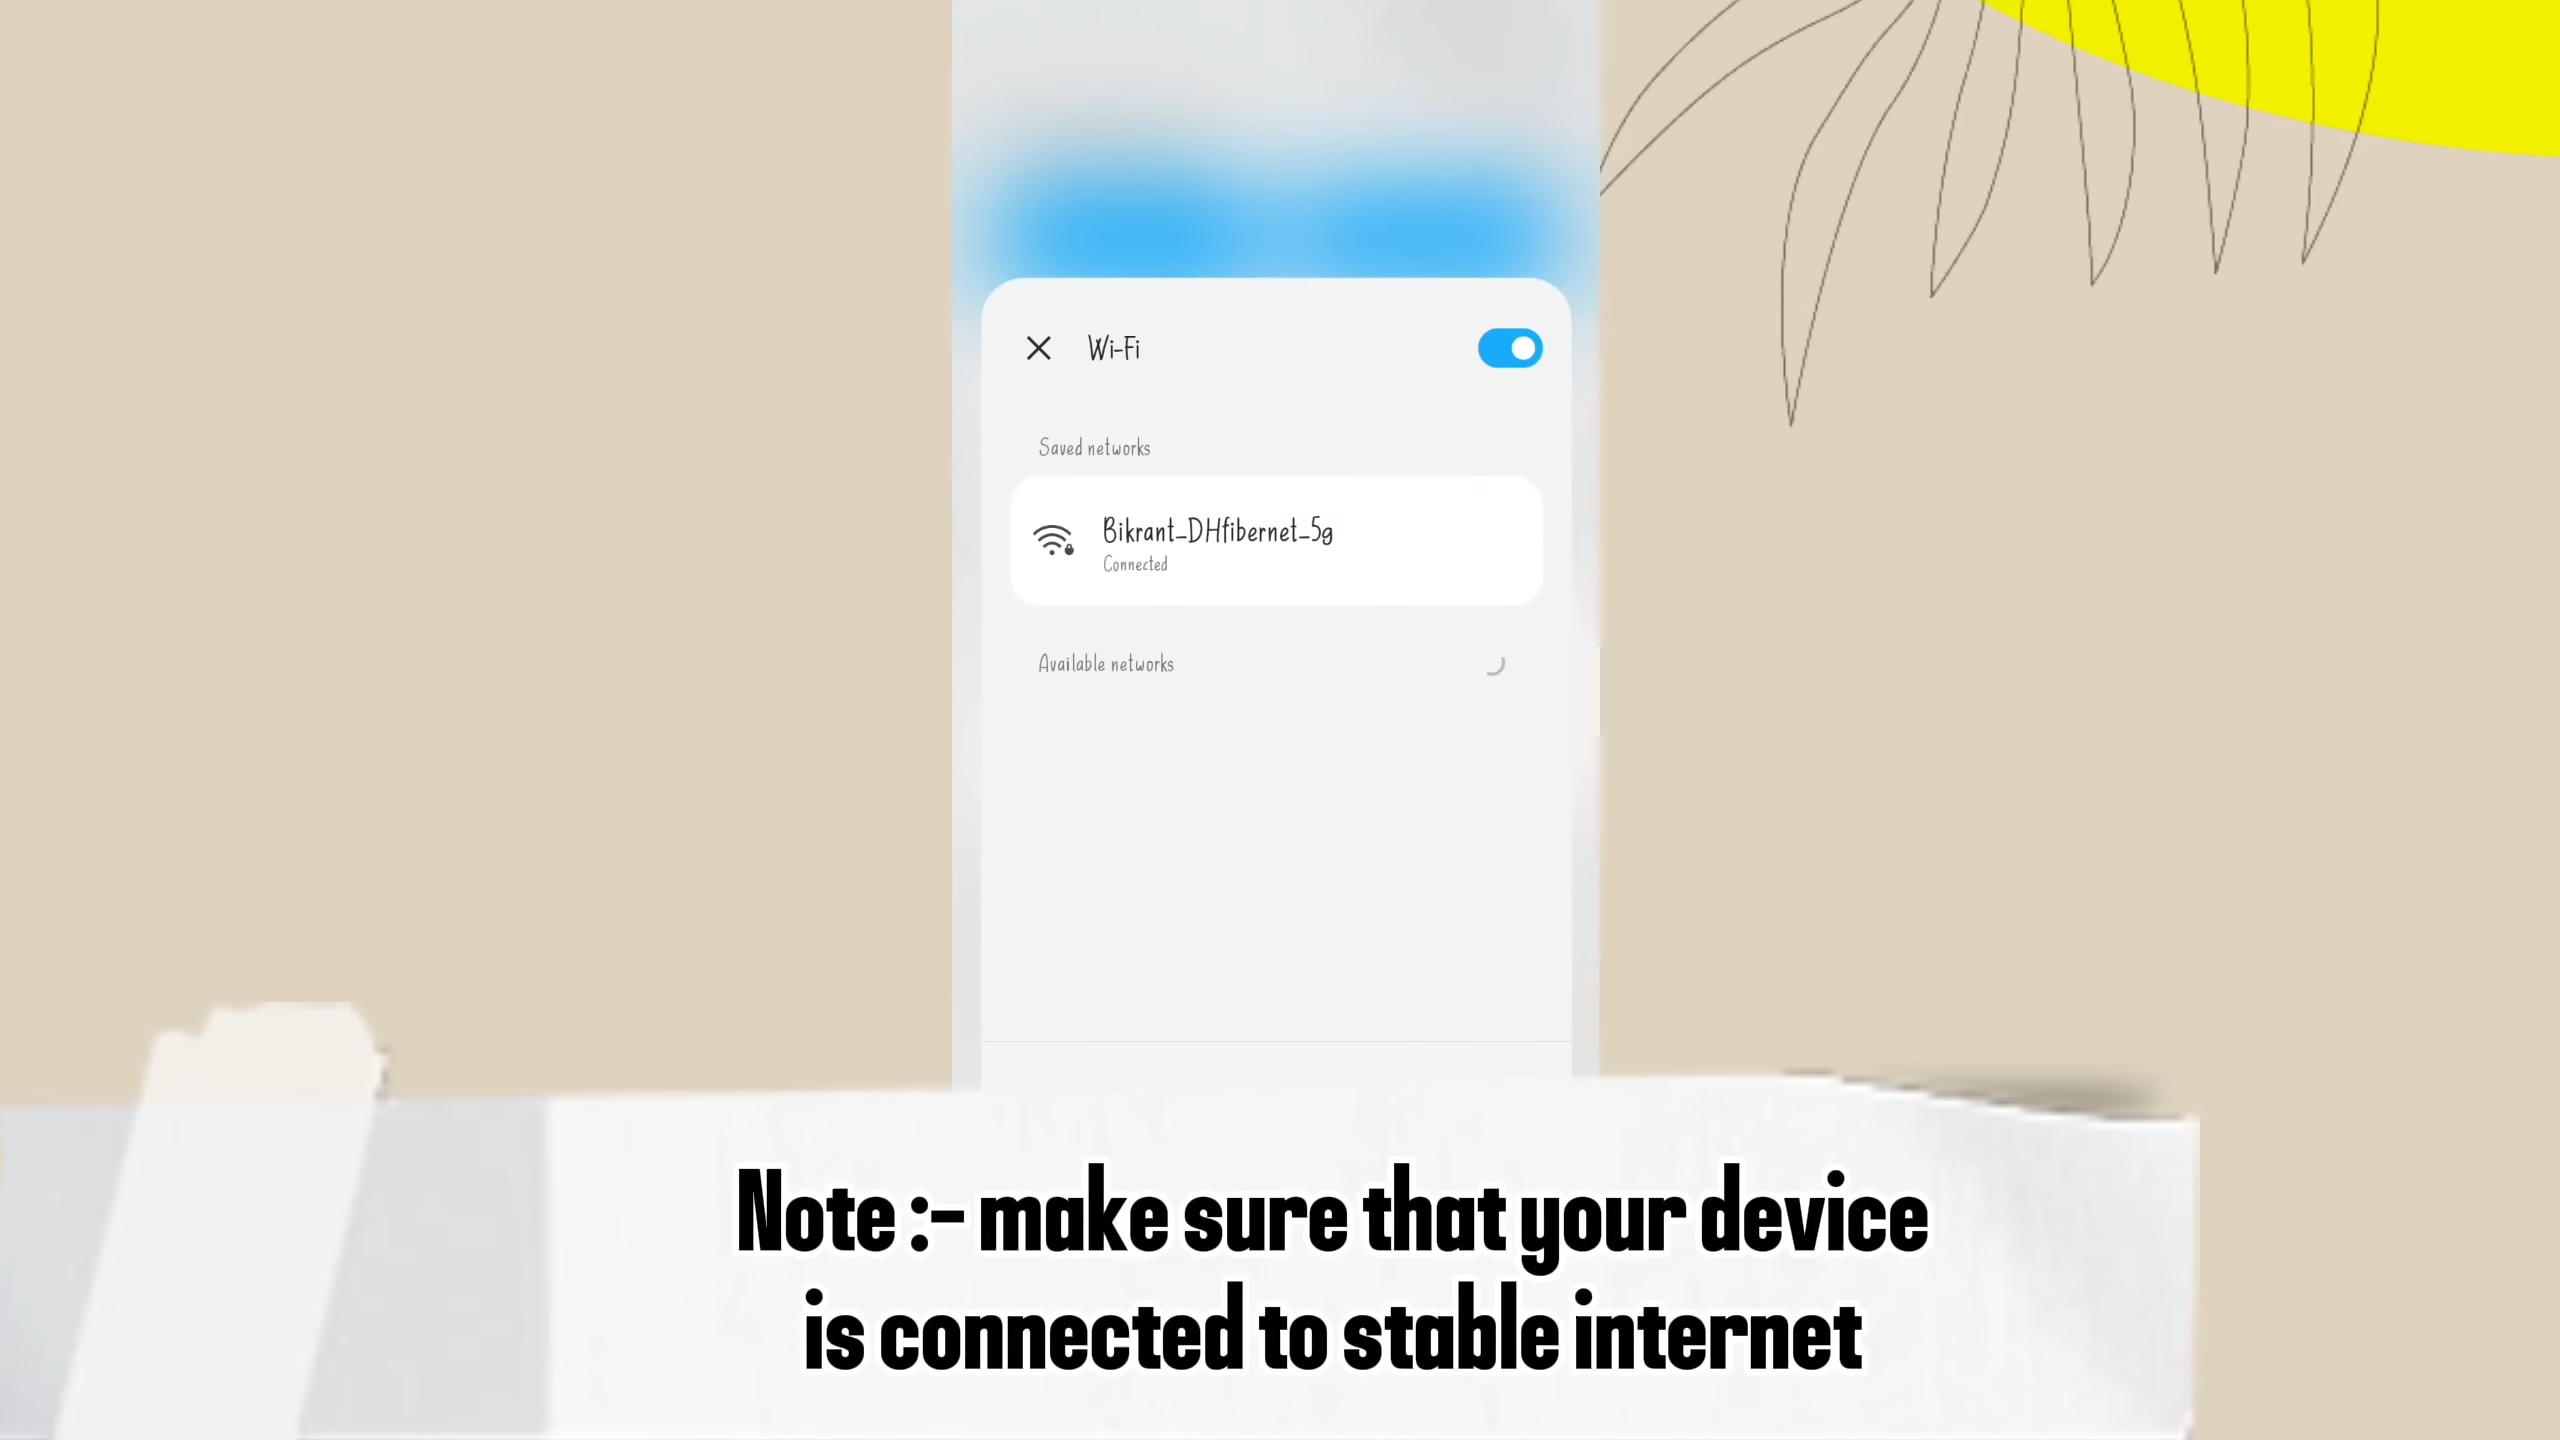 Wi-Fi
Saved networks
Bikrant_DHfibernet_5g
Connected
Available networks
Note :- make sure that your device
is connected to stable internet